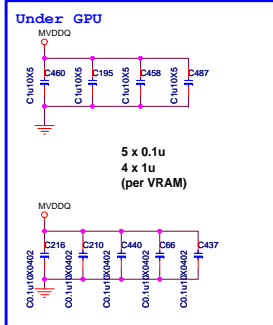 Under GPU
MVDDQ
C460
C195
C458
C487
C1u10X5
C1u10X5
C1u10X5
C1u10X5
5 x 0.1u
4 x 1u
(per VRAM)
MVDDQ
C216
C210
C440
C66
C437
C0.1u10X0402
C0.1u10X0402
C0.1u10X0402
C0.1u10X0402
C0.1u10X0402